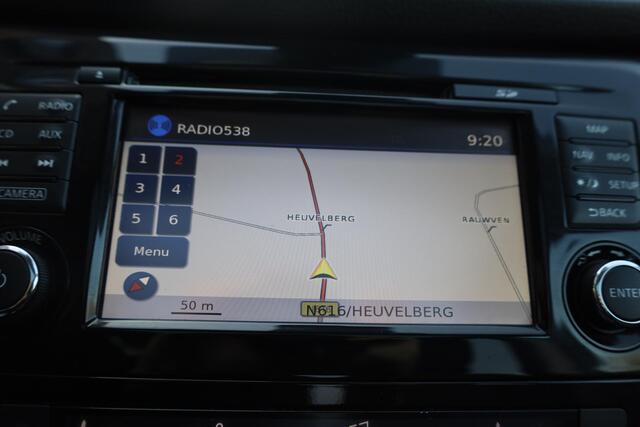 RADIO
CD AUX
CAMERA
VOLUME
RADIO538
9:20
1 2
3 4
5 6
Menu
HEUVELBERG
RAUWVEN
50 m
N616/HEUVELBERG
MAP
NAV INFO
SETUP
BACK
ENTER